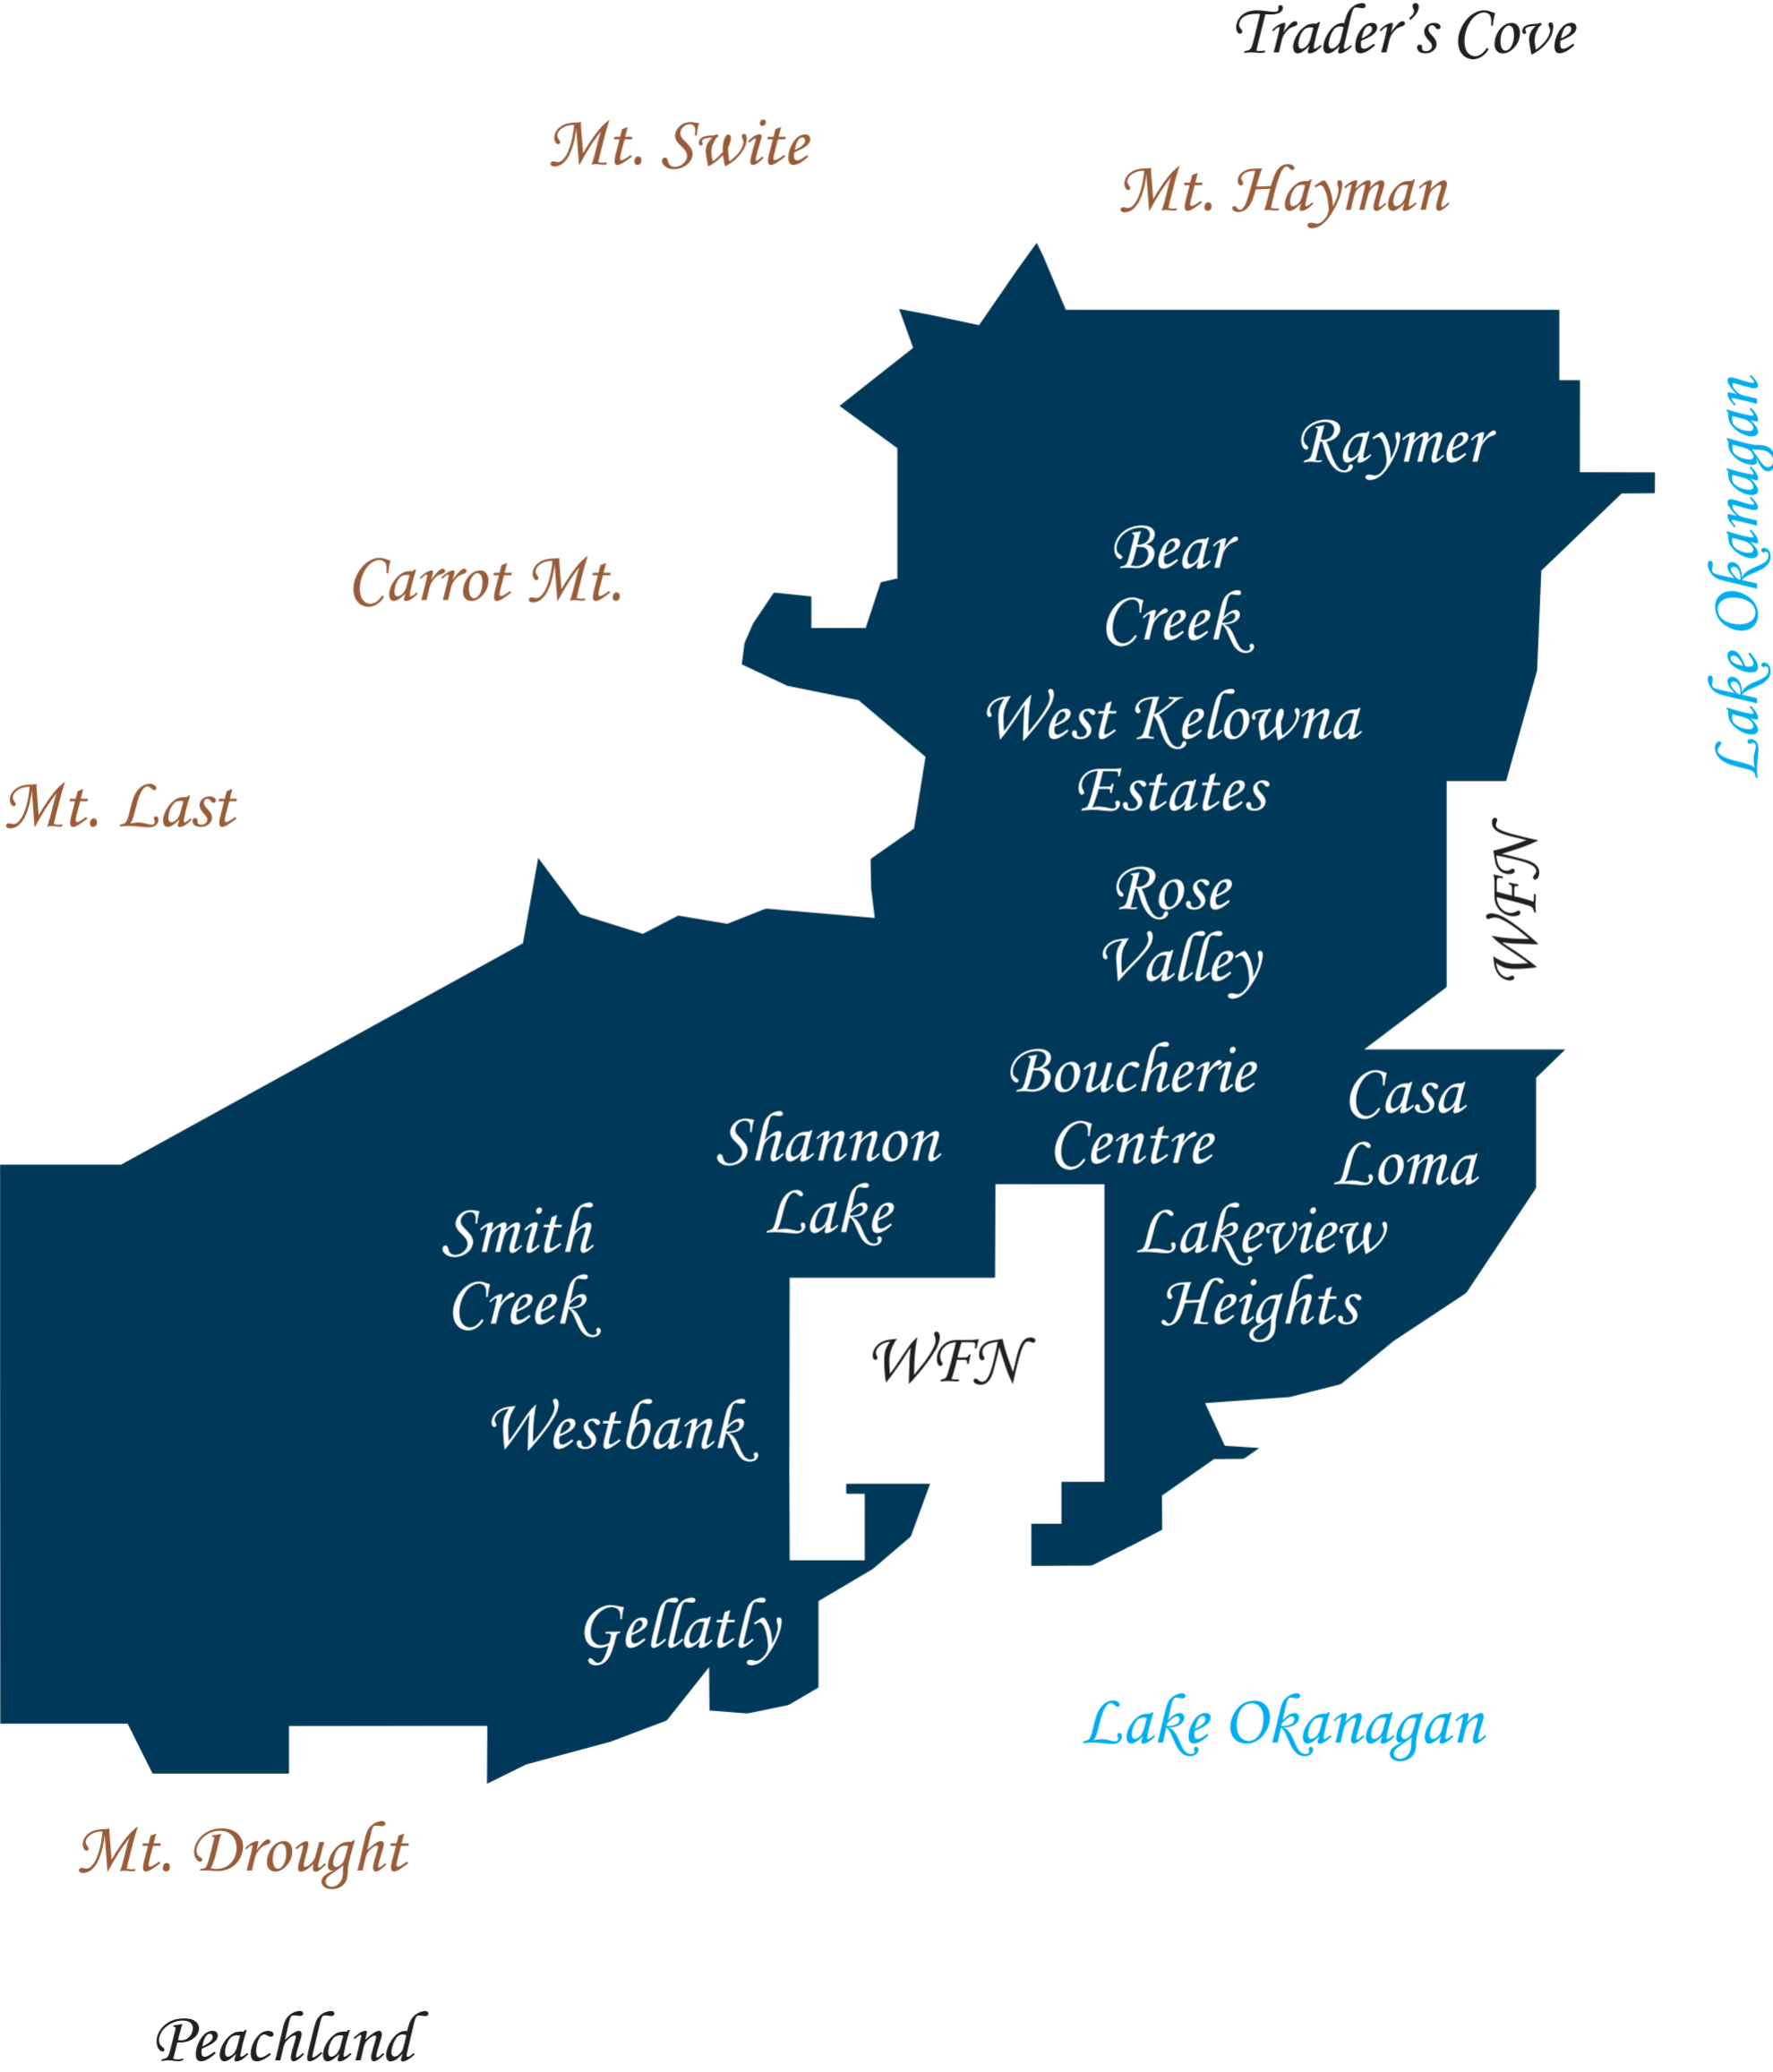 Trader's Cove
Mt. Swite
Mt. Hayman
Raymer
Lake Okanagan
Bear
Creek
Carrot Mt.
West Kelowna
Estates
Mt. Last
WFN
Rose
Valley
Boucherie
Centre
Casa
Loma
Shannon
Lake
Smith
Creek
Lakeview
Heights
WFN
Westbank
Gellatly
Lake Okanagan
Mt. Drought
Peachland